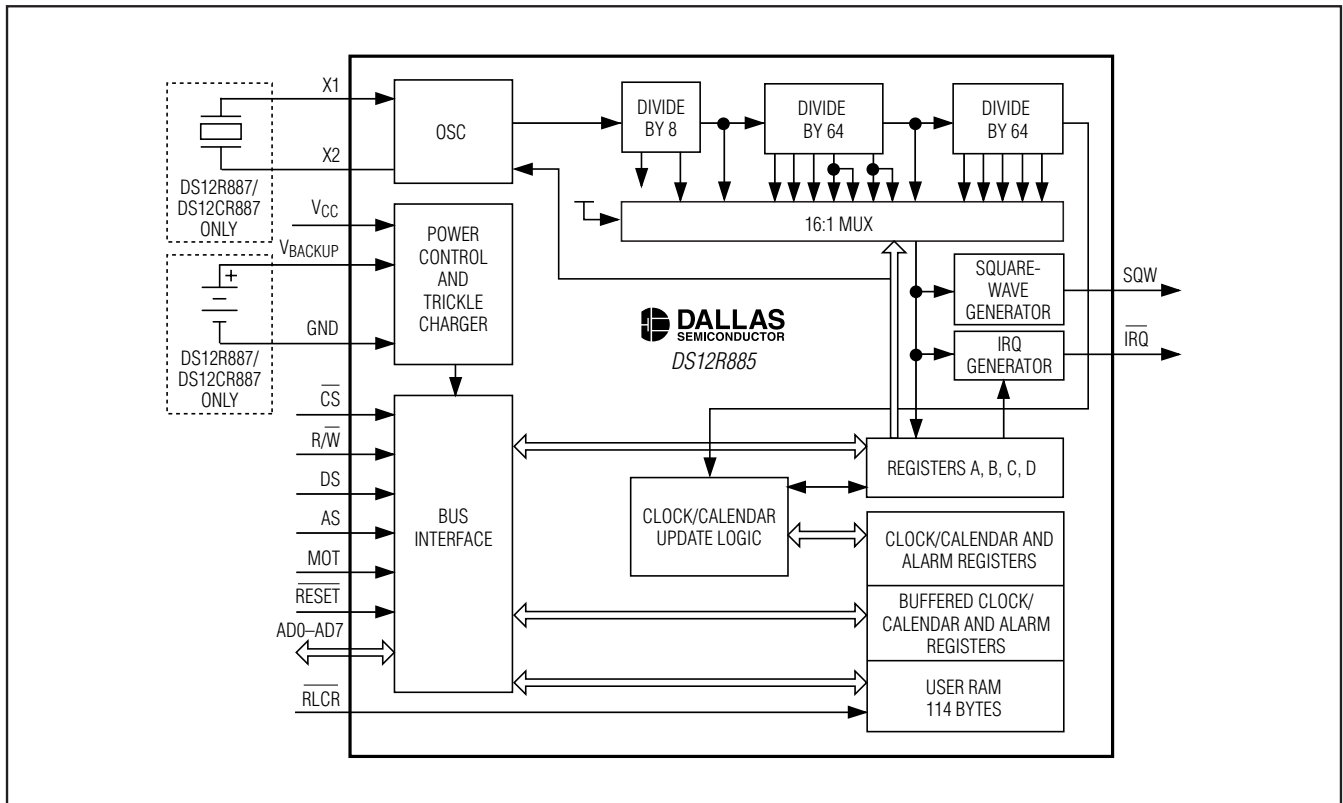 X1
X2
DS12R887/
DS12CR887
ONLY
VCC
VBACKUP
+
GND
DS12R887/
DS12CR887
ONLY
CS
R/W
DS
AS
MOT
RESET
AD0–AD7
RLCR
OSC
POWER
CONTROL
AND
TRICKLE
CHARGER
BUS
INTERFACE
DIVIDE
BY 8
DIVIDE
BY 64
DIVIDE
BY 64
16:1 MUX
DALLAS
SEMICONDUCTOR
DS12R885
SQUARE-
WAVE
GENERATOR
SQW
IRQ
GENERATOR
IRQ
REGISTERS A, B, C, D
CLOCK/CALENDAR
UPDATE LOGIC
CLOCK/CALENDAR AND
ALARM REGISTERS
BUFFERED CLOCK/
CALENDAR AND ALARM
REGISTERS
USER RAM
114 BYTES